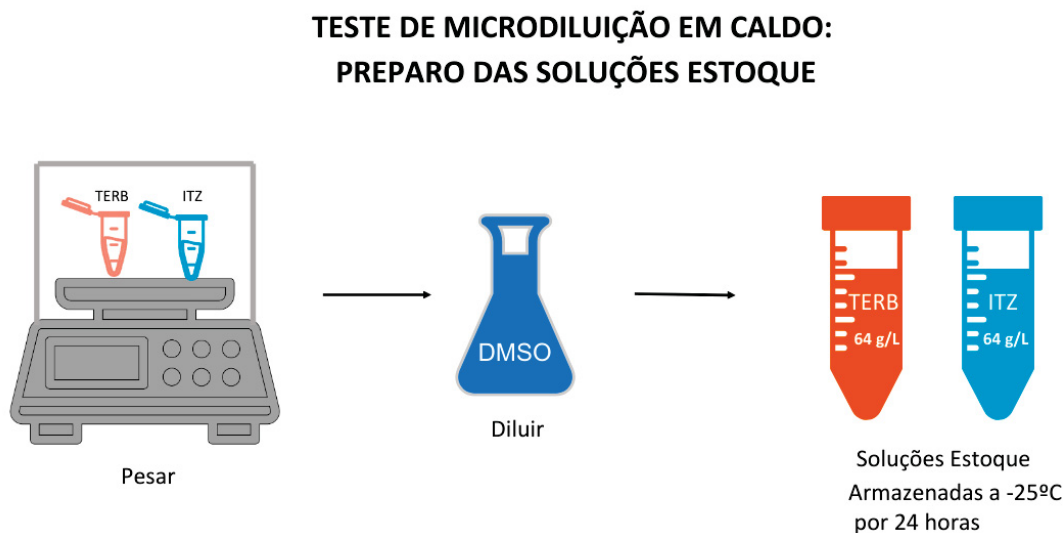 TESTE DE MICRODILUIÇÃO EM CALDO:
PREPARO DAS SOLUÇÕES ESTOQUE
TERB
ITZ
Pesar
DMSO
Diluir
TERB
64 g/L
ITZ
64 g/L
Soluções Estoque
Armazenadas a -25ºC
por 24 horas